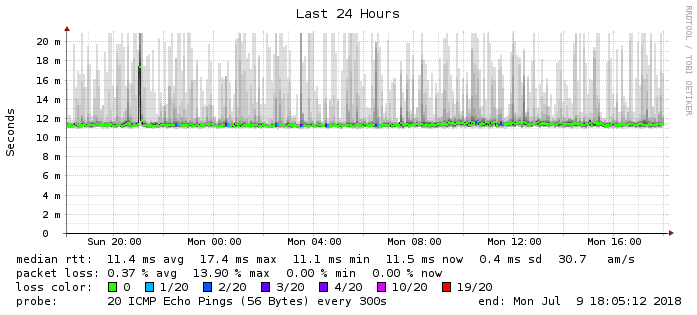 Last 24 Hours
RRDTOOL / TOBI OETIKER
Seconds
20 m
18 m
16 m
14 m
12 m
10 m
8 m
6 m
4 m
2 m
0
Sun 20:00 Mon 00:00 Mon 04:00 Mon 08:00 Mon 12:00 Mon 16:00
median rtt: 11.4 ms avg 17.4 ms max 11.1 ms min 11.5 ms now 0.4 ms sd 30.7 am/s
packet loss: 0.37 % avg 13.90 % max 0.00 % min 0.00 % now
loss color: 0 1/20 2/20 3/20 4/20 10/20 19/20
probe: 20 ICMP Echo Pings (56 Bytes) every 300s end: Mon Jul 9 18:05:12 2018